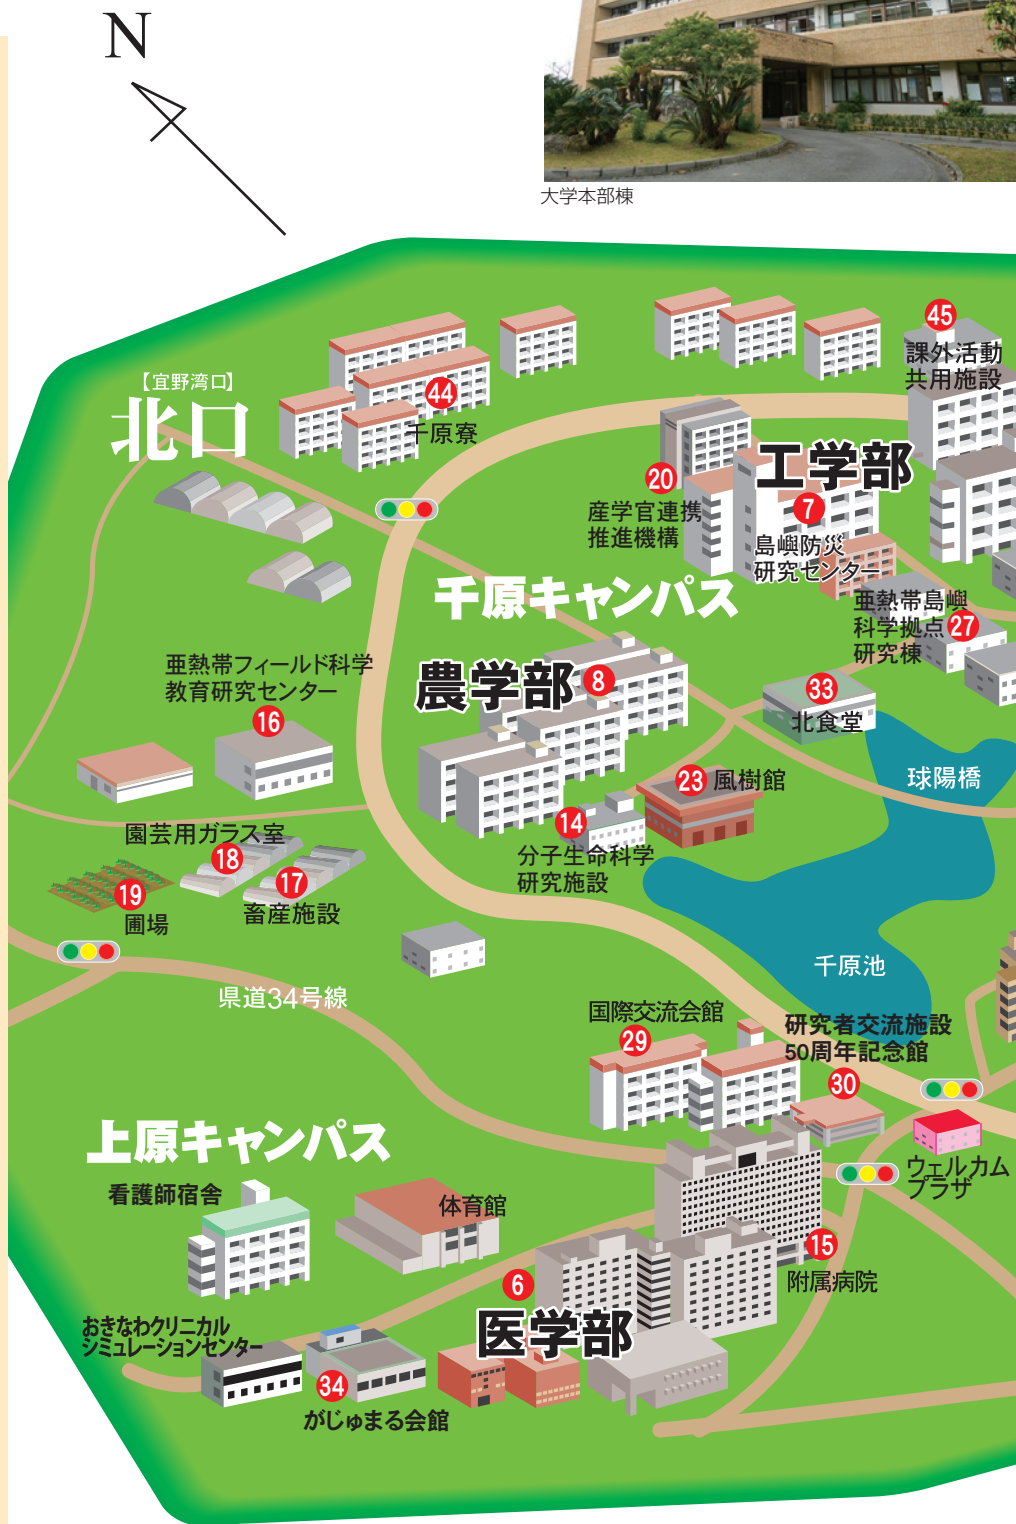 N
大学本部棟
45
課外活動
共用施設
【宜野湾口】
北口
44
千原寮
工学部
20
産学官連携
推進機構
7
島嶼防災
研究センター
千原キャンパス
亜熱帯島嶼
科学拠点
研究棟
27
亜熱帯フィールド科学
教育研究センター
16
農学部
8
33
北食堂
球陽橋
23
風樹館
14
分子生命科学
研究施設
園芸用ガラス室
18
17
畜産施設
19
圃場
千原池
県道34号線
国際交流会館
29
研究者交流施設
50周年記念館
30
上原キャンパス
看護師宿舎
体育館
ウェルカム
プラザ
15
附属病院
6
医学部
おきなわクリニカル
シミュレーションセンター
34
がじゅまる会館